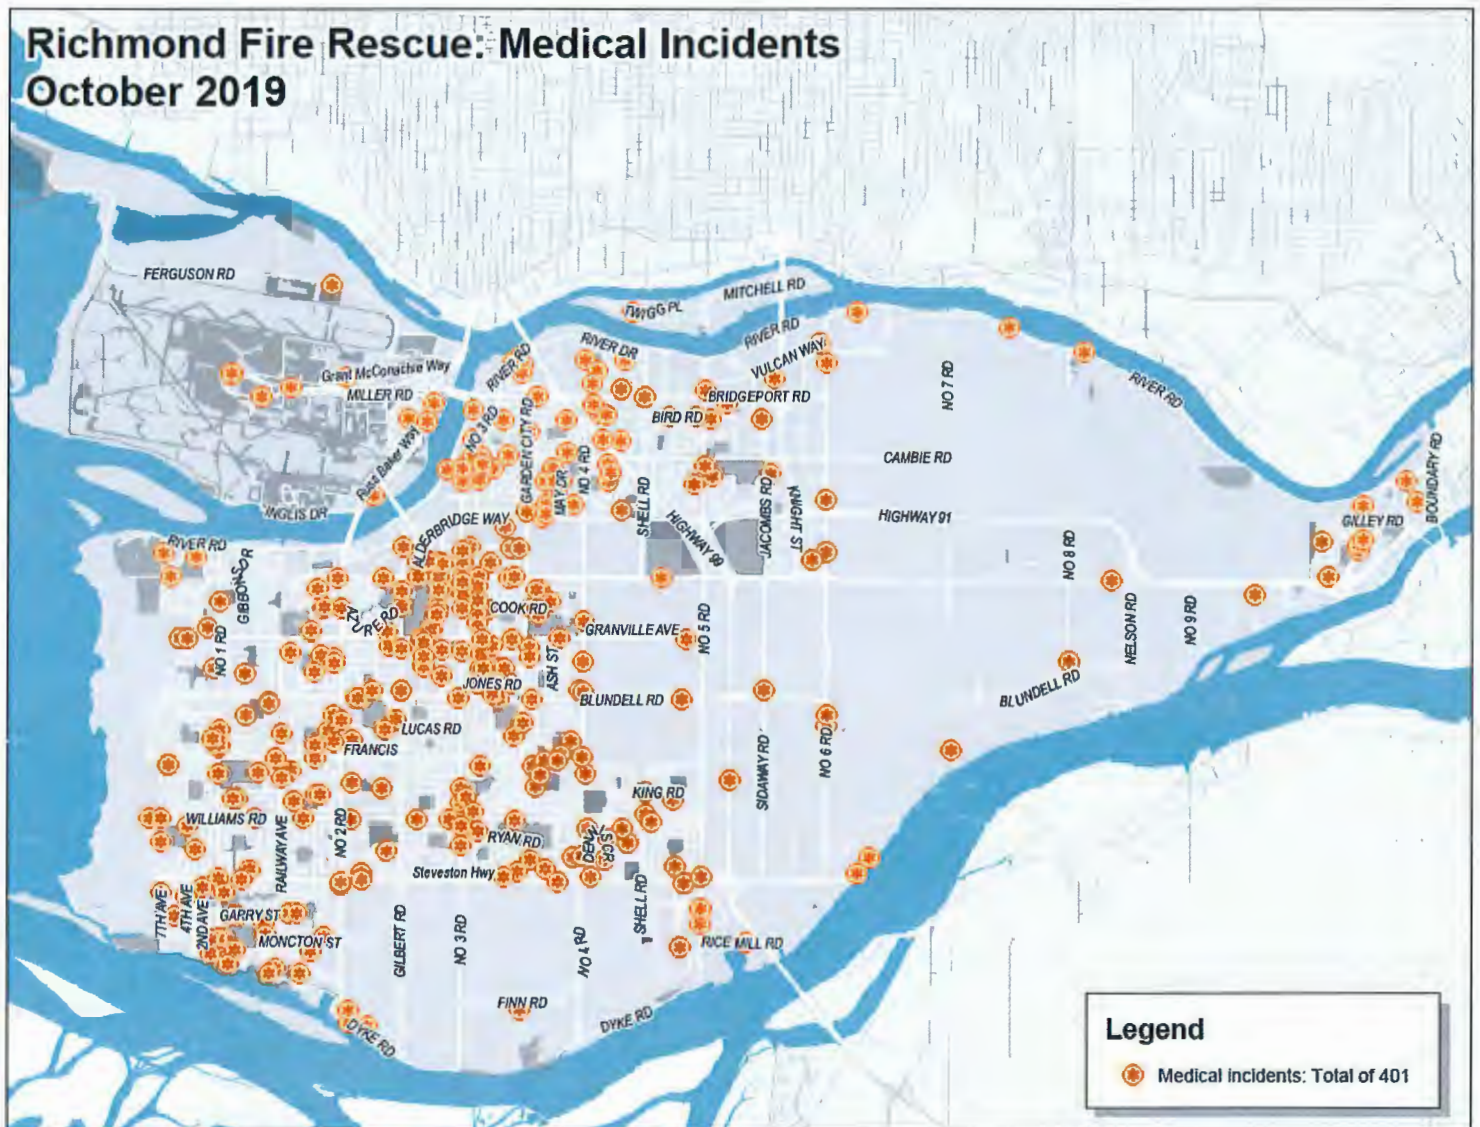 Richmond Fire Rescue: Medical Incidents
October 2019
FERGUSON RD
TWIGG PL
MITCHELL RD
RIVER DR
RIVER RD
VULCAN WAY
Grant McConachie Way
RIVER RD
MILLER RD
NO 7 RD
RIVER RD
BRIDGEPORT RD
BIRD RD
NO 3 RD
GARDEN CITY RD
Russ Baker Way
CAMBIE RD
NO 4 RD
MAY DR
BOUNDARY RD
SHELL RD
JACOMBS RD
KNIGHT ST
INGLIS DR
ALDERBRIDGE WAY
HIGHWAY 99
HIGHWAY 91
GILLEY RD
RIVER RD
GIBBONS DR
NO 8 RD
AZURE RD
COOK RD
GRANVILLE AVE
NO 5 RD
NELSON RD
NO 9 RD
NO 1 RD
ASH ST
JONES RD
BLUNDELL RD
BLUNDELL RD
LUCAS RD
FRANCIS
SIDAWAY RD
NO 6 RD
KING RD
WILLIAMS RD
RAILWAY AVE
NO 2 RD
RYAN RD
Steveston Hwy
SHELL RD
7TH AVE
4TH AVE
2ND AVE
GARRY ST
MONCTON ST
GILBERT RD
NO 3 RD
NO 4 RD
RICE MILL RD
FINN RD
DYKE RD
DYKE RD
Legend
Medical incidents: Total of 401